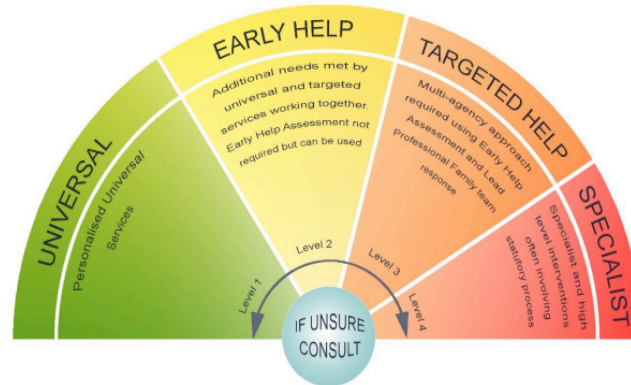 UNIVERSAL
Personalised Universal
Services
Level 1
EARLY HELP
Additional needs met by
universal and targeted
services working together.
Early Help Assessment not
required but can be used
Level 2
TARGETED HELP
Multi-agency approach
required using Early Help
Assessment and Lead
Professional Family team
response
Level 3
SPECIALIST
Specialist and high
level interventions
often involving
statutory process
Level 4
IF UNSURE
CONSULT